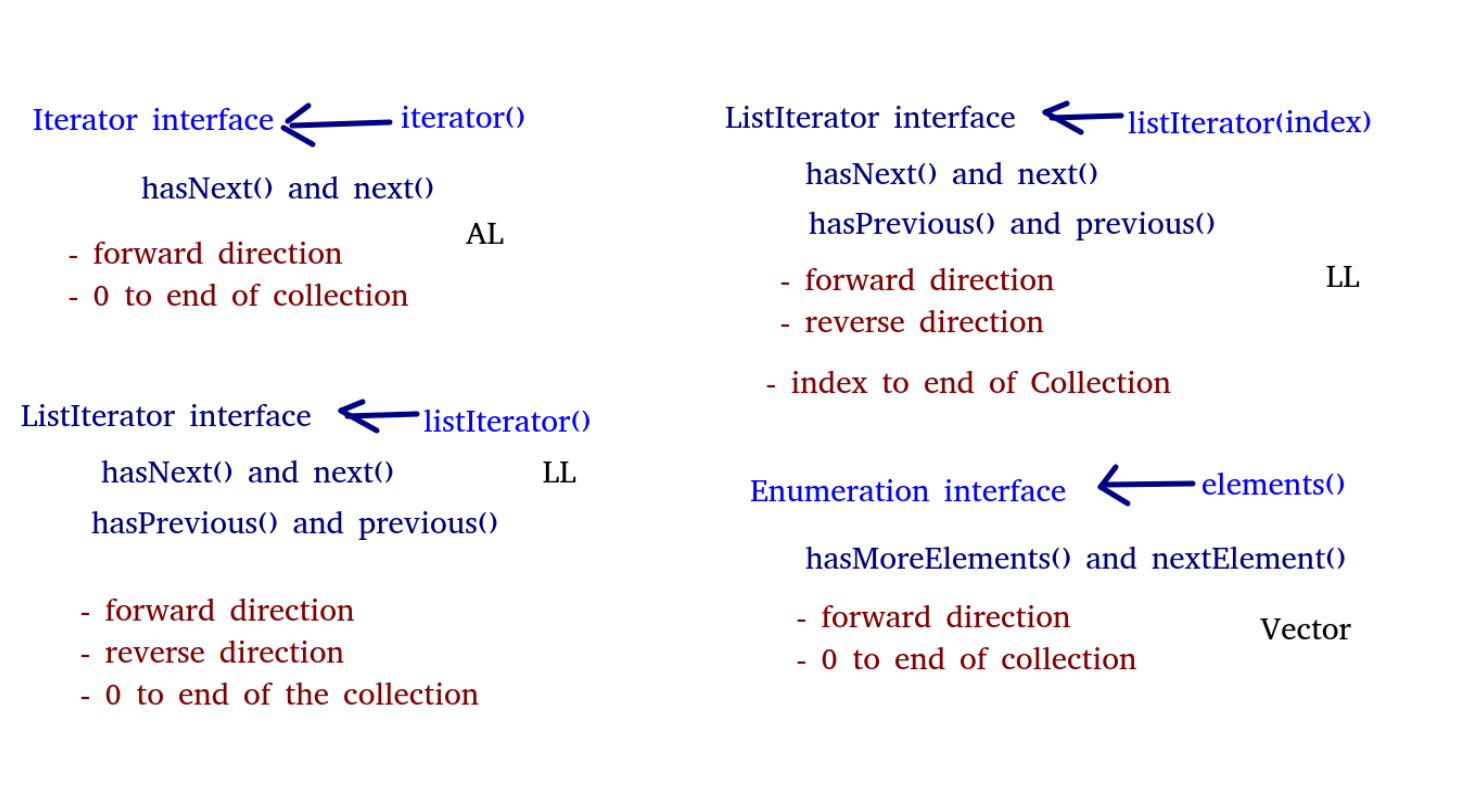 Iterator interface iterator()
hasNext() and next()
AL
- forward direction
- 0 to end of collection
ListIterator interface listIterator()
hasNext() and next() LL
hasPrevious() and previous()
- forward direction
- reverse direction
- 0 to end of the collection
ListIterator interface listIterator(index)
hasNext() and next()
hasPrevious() and previous()
- forward direction LL
- reverse direction
- index to end of Collection
Enumeration interface elements()
hasMoreElements() and nextElement()
- forward direction Vector
- 0 to end of collection